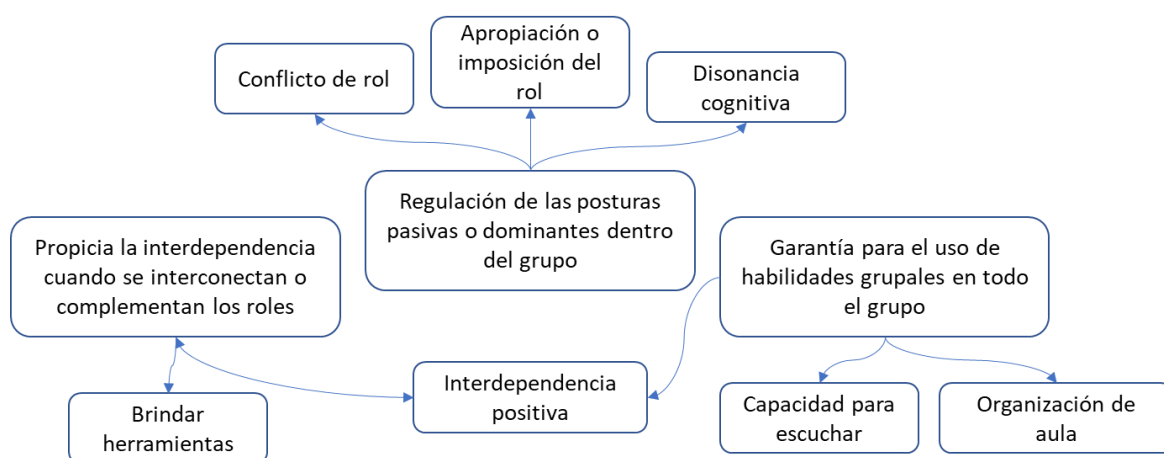 Conflicto de rol
Apropiación o
imposición del
rol
Disonancia
cognitiva
Regulación de las posturas
pasivas o dominantes dentro
del grupo
Propicia la interdependencia
cuando se interconectan o
complementan los roles
Garantía para el uso de
habilidades grupales en todo
el grupo
Brindar
herramientas
Interdependencia
positiva
Capacidad para
escuchar
Organización de
aula